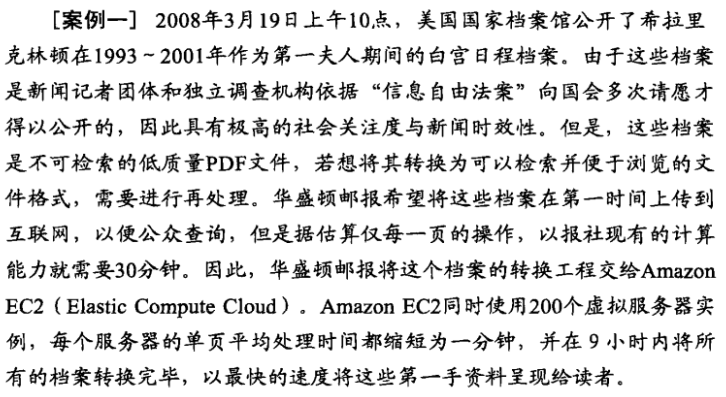 ［案例一］ 2008年3月19日上午10点，美国国家档案馆公开了希拉里
克林顿在1993～2001年作为第一夫人期间的白宫日程档案。由于这些档案
是新闻记者团体和独立调查机构依据“信息自由法案”向国会多次请愿才
得以公开的，因此具有极高的社会关注度与新闻时效性。但是，这些档案
是不可检索的低质量PDF文件，若想将其转换为可以检索并便于浏览的文
件格式，需要进行再处理。华盛顿邮报希望将这些档案在第一时间上传到
互联网，以便公众查询，但是据估算仅每一页的操作，以报社现有的计算
能力就需要30分钟。因此，华盛顿邮报将这个档案的转换工程交给Amazon
EC2（Elastic Compute Cloud）。Amazon EC2同时使用200个虚拟服务器实
例，每个服务器的单页平均处理时间都缩短为一分钟，并在 9 小时内将所
有的档案转换完毕，以最快的速度将这些第一手资料呈现给读者。